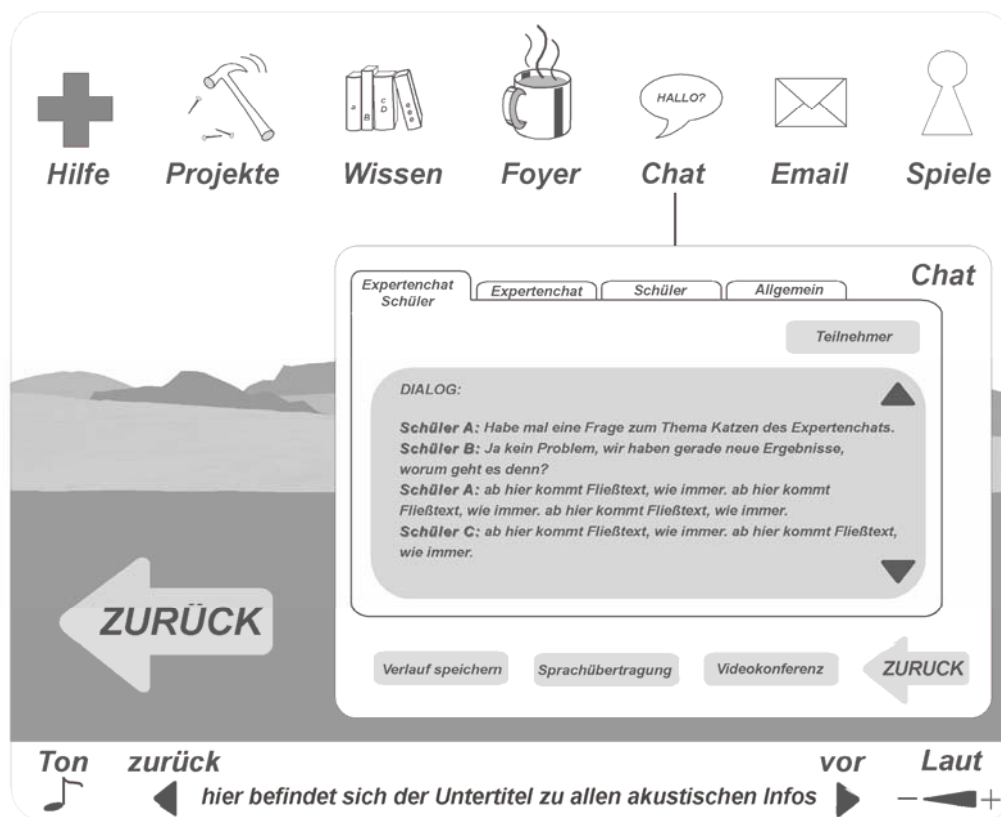 HALLO?
a B c D e e e
Hilfe Projekte Wissen Foyer Chat Email Spiele
Chat
Expertenchat
Schüler
Expertenchat
Schüler
Allgemein
Teilnehmer
DIALOG:
Schüler A: Habe mal eine Frage zum Thema Katzen des Expertenchats.
Schüler B: Ja kein Problem, wir haben gerade neue Ergebnisse,
worum geht es denn?
Schüler A: ab hier kommt Fließtext, wie immer. ab hier kommt
Fließtext, wie immer. ab hier kommt Fließtext, wie immer.
Schüler C: ab hier kommt Fließtext, wie immer. ab hier kommt Fließtext,
wie immer.
ZURÜCK
Verlauf speichern
Sprachübertragung
Videokonferenz
ZURUCK
Ton
zurück
hier befindet sich der Untertitel zu allen akustischen Infos
vor
Laut
− +